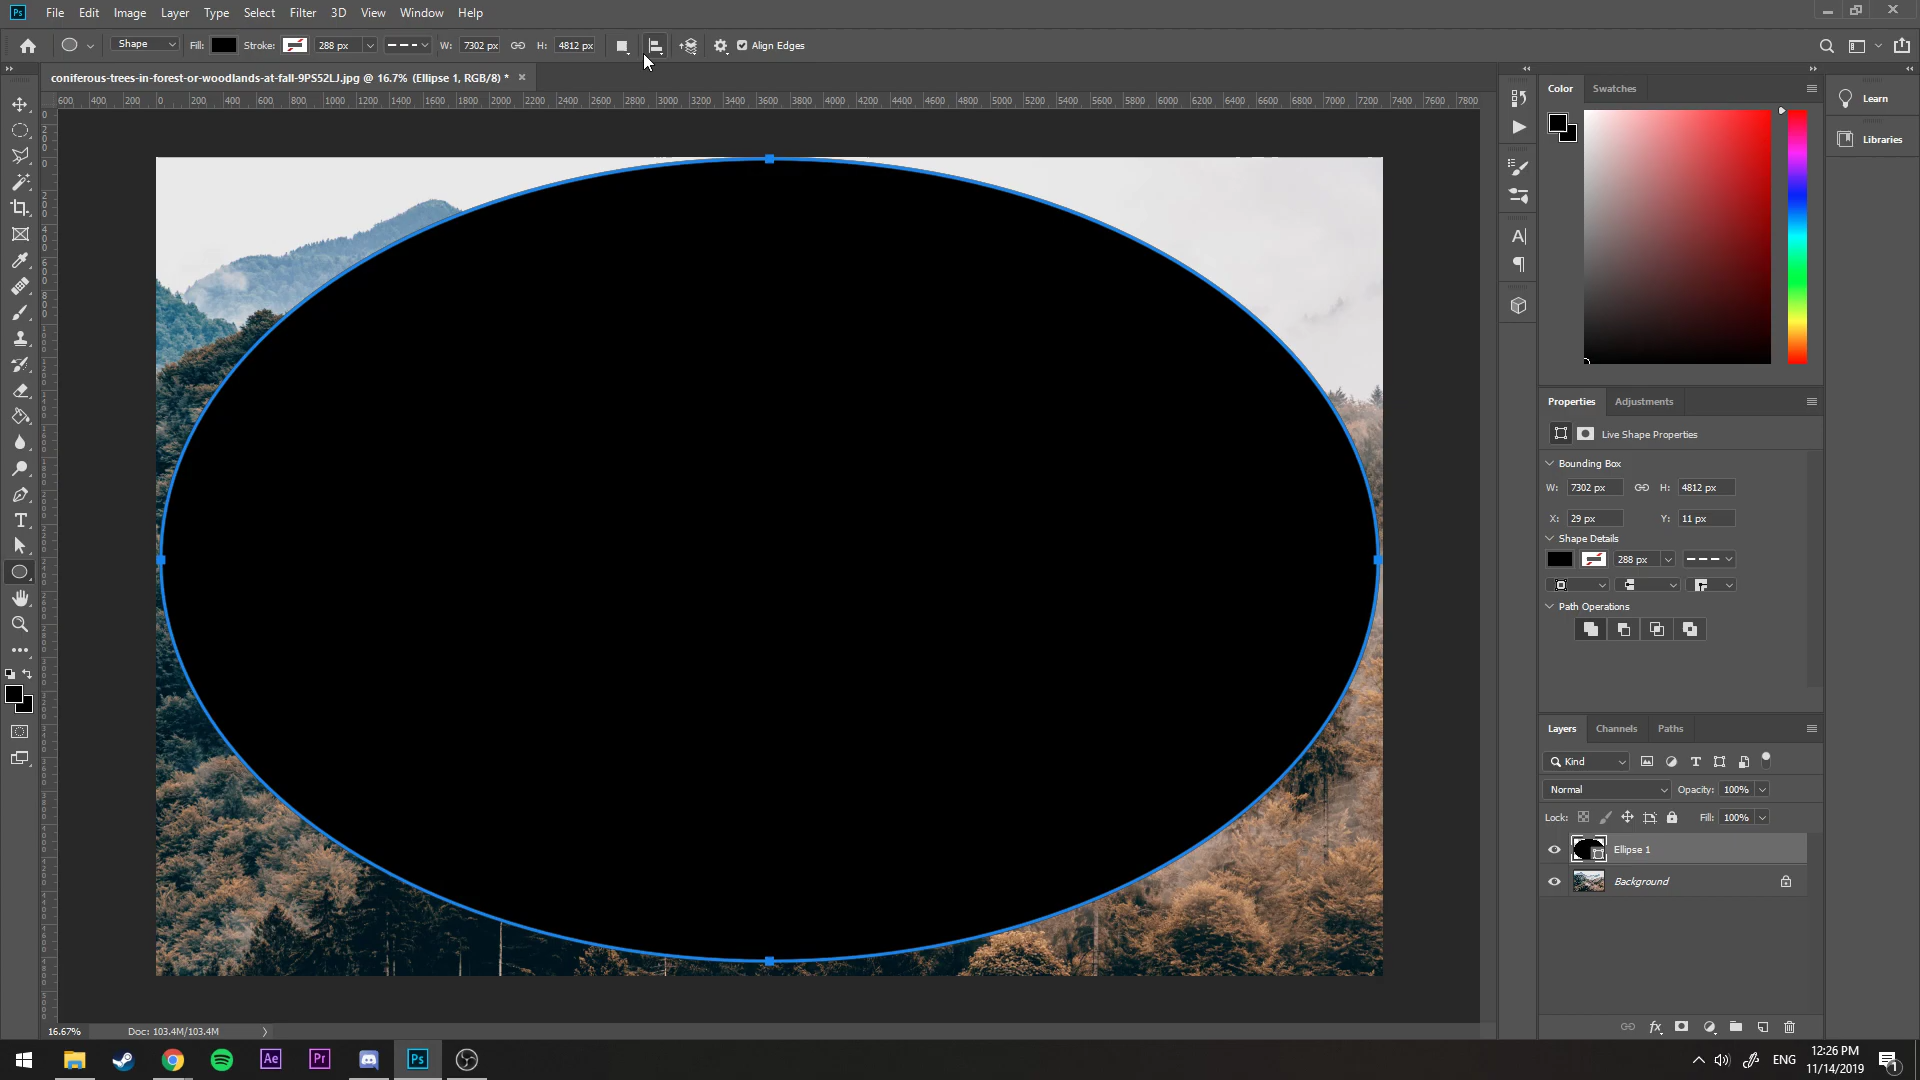 Ps File Edit Image Layer Type Select Filter 3D View Window Help
Shape Fill: Stroke: 288 px W: 7302 px H: 4812 px Align Edges
coniferous-trees-in-forest-or-woodlands-at-fall-9PS52LJ.jpg @ 16.7% (Ellipse 1, RGB/8) * ×
600 400 200 0 200 400 600 800 1000 1200 1400 1600 1800 2000 2200 2400 2600 2800 3000 3200 3400 3600 3800 4000 4200 4400 4600 4800 5000 5200 5400 5600 5800 6000 6200 6400 6600 6800 7000 7200 7400 7600 7800
Color Swatches
Learn
Libraries
Properties Adjustments
Live Shape Properties
Bounding Box
W: 7302 px H: 4812 px
X: 29 px Y: 11 px
Shape Details
288 px
Path Operations
Layers Channels Paths
Kind
Normal Opacity: 100%
Lock: Fill: 100%
Ellipse 1
Background
fx
16.67% Doc: 103.4M/103.4M
Ae Pr Ps
ENG 12:26 PM
11/14/2019
1